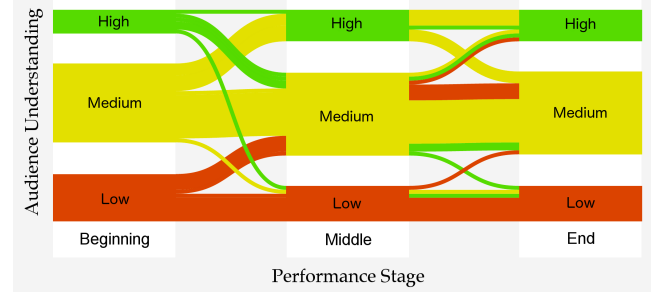 Audience Understanding
High
High
High
Medium
Medium
Medium
Low
Low
Low
Beginning
Middle
End
Performance Stage